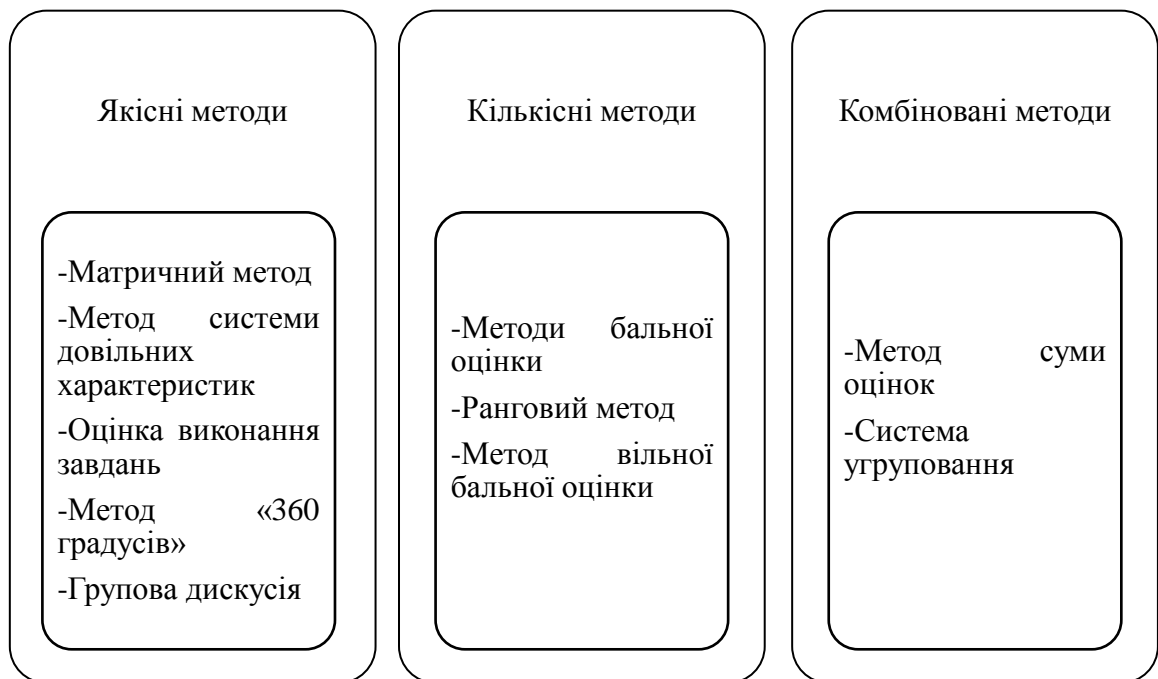 Якісні методи
-Матричний метод
-Метод системи
довільних
характеристик
-Оцінка виконання
завдань
-Метод «360
градусів»
-Групова дискусія
Кількісні методи
-Методи бальної
оцінки
-Ранговий метод
-Метод вільної
бальної оцінки
Комбіновані методи
-Метод суми
оцінок
-Система
угруповання